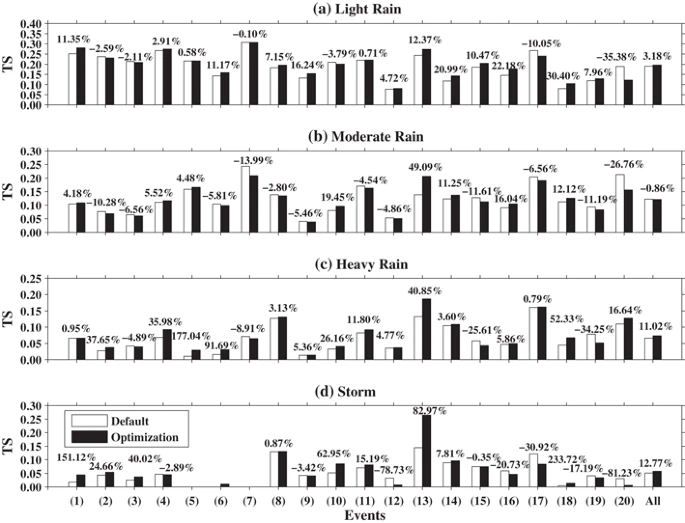 (a) Light Rain
TS
0.40
0.35
0.30
0.25
0.20
0.15
0.10
0.05
0.00
11.35% −2.59% −2.11% 2.91% 0.58% 11.17% −0.10% 7.15% 16.24% −3.79% 0.71% 4.72% 12.37% 20.99% 10.47% 22.18% −10.05% 30.40% 7.96% −35.38% 3.18%
(b) Moderate Rain
TS
0.30
0.25
0.20
0.15
0.10
0.05
0.00
4.18% −10.28% −6.56% 5.52% 4.48% −5.81% −13.99% −2.80% −5.46% 19.45% −4.54% −4.86% 49.09% 11.25% −11.61% 16.04% −6.56% 12.12% −11.19% −26.76% −0.86%
(c) Heavy Rain
TS
0.25
0.20
0.15
0.10
0.05
0.00
0.95% 37.65% −4.89% 35.98% 177.04% 91.69% −8.91% 3.13% 5.36% 26.16% 11.80% 4.77% 40.85% 3.60% −25.61% 5.86% 0.79% 52.33% −34.25% 16.64% 11.02%
(d) Storm
TS
0.30
0.25
0.20
0.15
0.10
0.05
0.00
Default
Optimization
151.12% 24.66% 40.02% −2.89% 0.87% −3.42% 62.95% 15.19% −78.73% 82.97% 7.81% −0.35% −20.73% −30.92% 233.72% −17.19% −81.23% 12.77%
(1) (2) (3) (4) (5) (6) (7) (8) (9) (10) (11) (12) (13) (14) (15) (16) (17) (18) (19) (20) All
Events